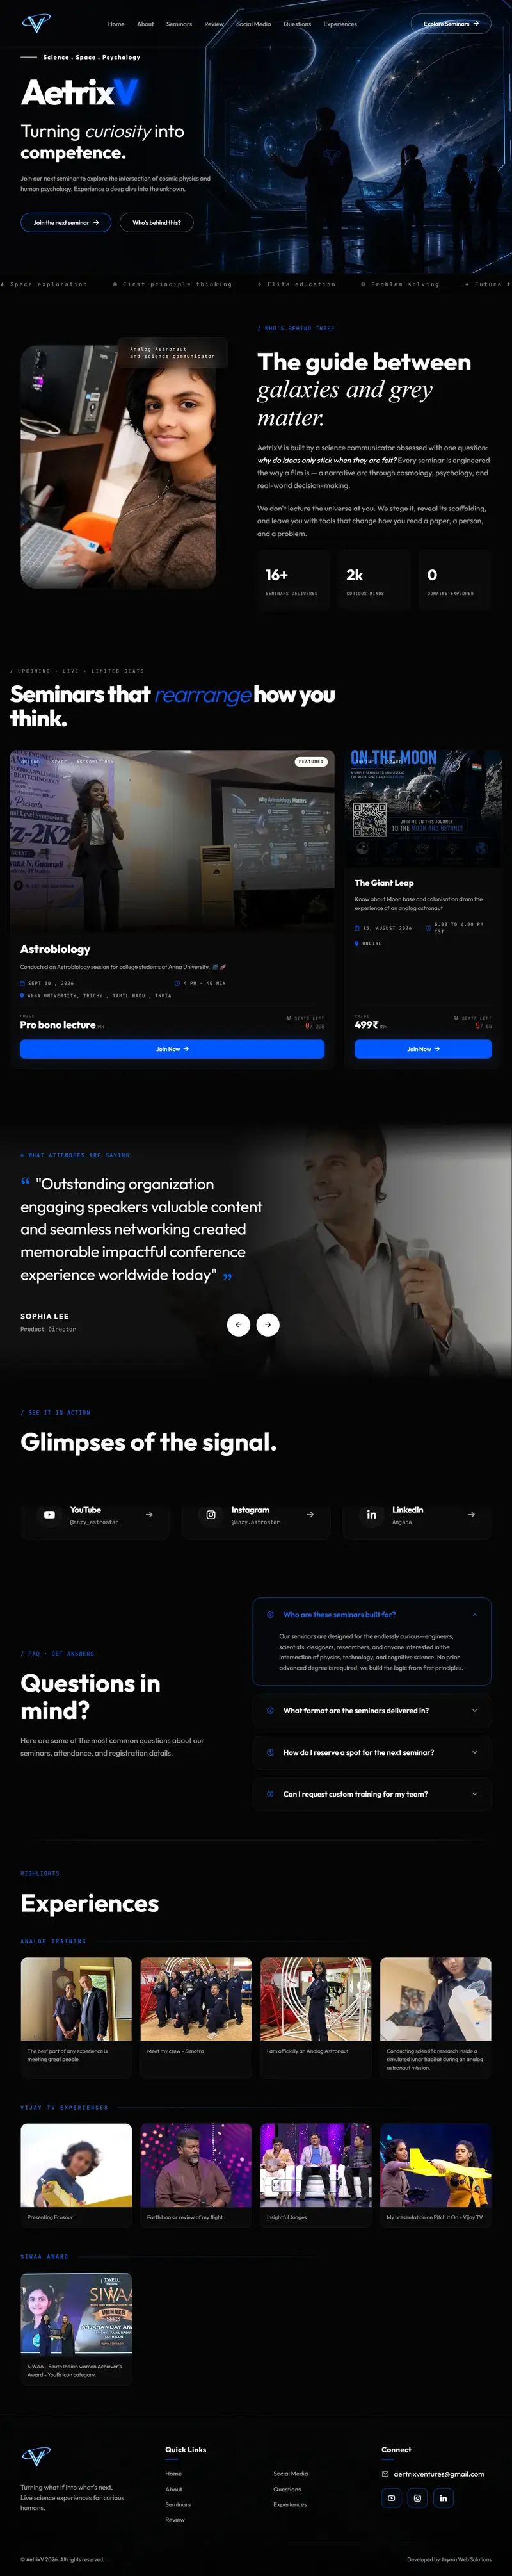 Home About Seminars Review Social Media Questions Experiences
Explore Seminars →
Science . Space . Psychology
AetrixV
Turning curiosity into
competence.
Join our next seminar to explore the intersection of cosmic physics and
human psychology. Experience a deep dive into the unknown.
Join the next seminar →
Who's behind this?
Space exploration
First principle thinking
Elite education
Problem solving
Future t
Analog Astronaut
and science communicator
/ WHO'S BEHIND THIS?
The guide between
galaxies and grey
matter.
AetrixV is built by a science communicator obsessed with one question:
why do ideas only stick when they are felt? Every seminar is engineered
the way a film is — a narrative arc through cosmology, psychology, and
real-world decision-making.
We don't lecture the universe at you. We stage it, reveal its scaffolding,
and leave you with tools that change how you read a paper, a person,
and a problem.
16+
SEMINARS DELIVERED
2k
CURIOUS MINDS
0
DOMAINS EXPLORED
/ UPCOMING • LIVE • LIMITED SEATS
Seminars that rearrange how you
think.
FEATURED
Astrobiology
Conducted an Astrobiology session for college students at Anna University.
SEPT 30 , 2026
4 PM - 40 MIN
ANNA UNIVERSITY, TRICHY , TAMIL NADU , INDIA
PRICE
Pro bono lecture
SEATS LEFT
0/ 200
Join Now →
ON THE MOON
JOIN ME ON THIS JOURNEY
TO THE MOON AND BEYOND!
The Giant Leap
Know about Moon base and colonisation from the
experience of an analog astronaut
15, AUGUST 2026
5.00 TO 6.00 PM
IST
ONLINE
PRICE
499₹
SEATS LEFT
5/ 50
Join Now →
WHAT ATTENDEES ARE SAYING
“ "Outstanding organization
engaging speakers valuable content
and seamless networking created
memorable impactful conference
experience worldwide today" ”
SOPHIA LEE
Product Director
/ SEE IT IN ACTION
Glimpses of the signal.
YouTube
@anzy_astrostar
Instagram
@anzy.astrostar
LinkedIn
Anjana
/ FAQ • GET ANSWERS
Questions in
mind?
Here are some of the most common questions about our
seminars, attendance, and registration details.
Who are these seminars built for?
Our seminars are designed for the endlessly curious—engineers,
scientists, designers, researchers, and anyone interested in the
intersection of physics, technology, and cognitive science. No prior
advanced degree is required; we build the logic from first principles.
What format are the seminars delivered in?
How do I reserve a spot for the next seminar?
Can I request custom training for my team?
HIGHLIGHTS
Experiences
ANALOG TRAINING
The best part of any experience is
meeting great people
Meet my crew - Simetra
I am officially an Analog Astronaut
Conducting scientific research inside a
simulated lunar habitat during an analog
astronaut mission.
VIJAY TV EXPERIENCES
Presenting Ecosour
Parthiban sir review of my flight
Insightful Judges
My presentation on Pitch it On - Vijay TV
SIWAA AWARD
SIWAA
WINNER
SIWAA - South Indian women Achiever's
Award - Youth icon category.
Turning what if into what's next.
Live science experiences for curious
humans.
Quick Links
Home
About
Seminars
Review
Social Media
Questions
Experiences
Connect
aertrixventures@gmail.com
© AetrixV 2026. All rights reserved.
Developed by Jayam Web Solutions